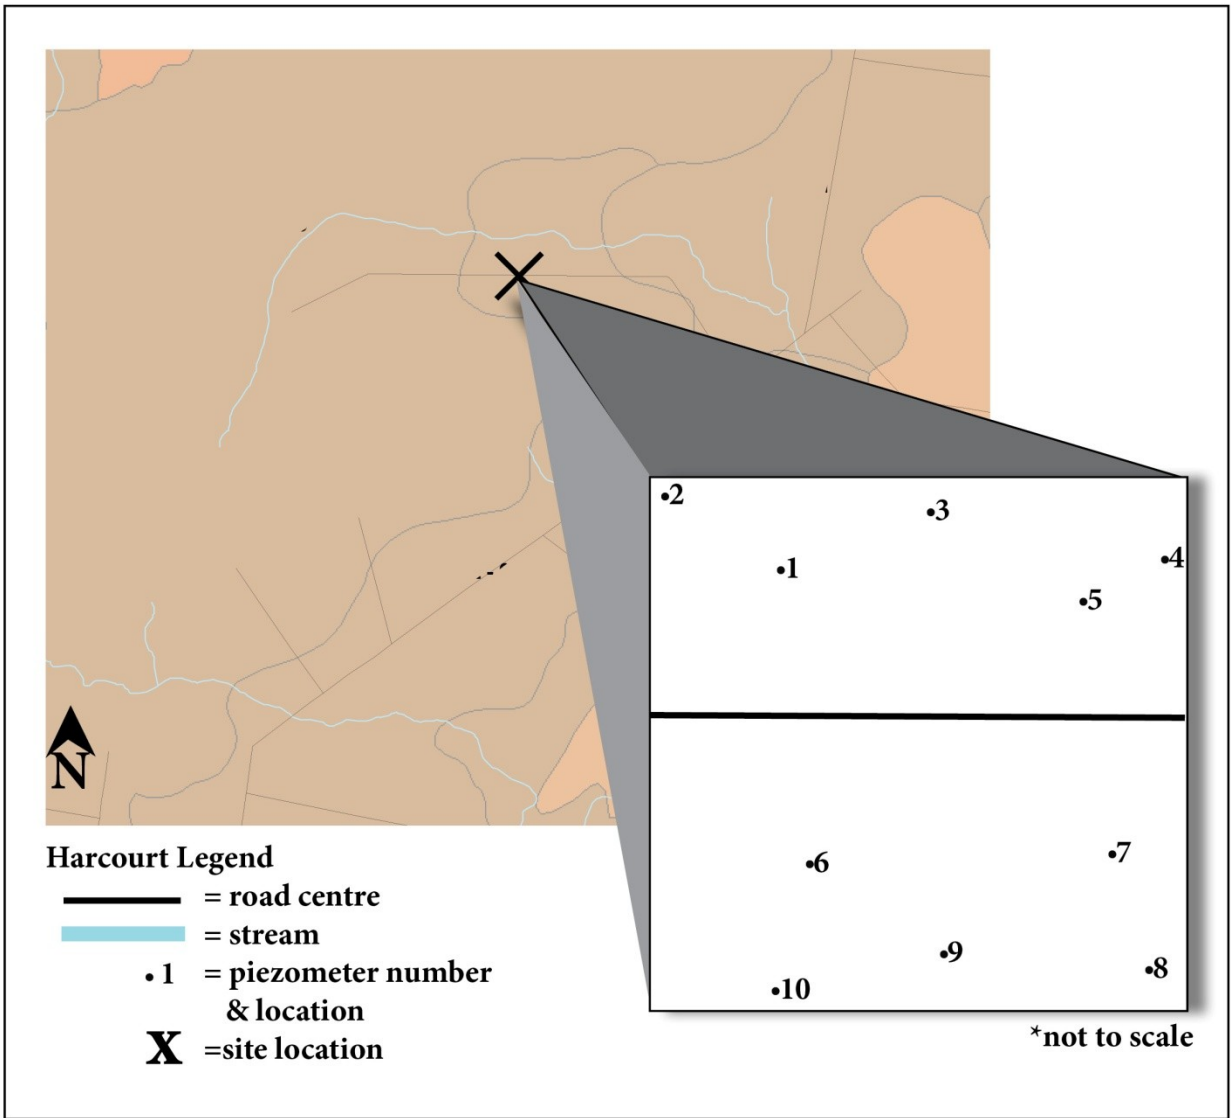 2
3
1
4
5
6
7
9
8
10
*not to scale
N
Harcourt Legend
= road centre
= stream
1 = piezometer number
& location
X =site location